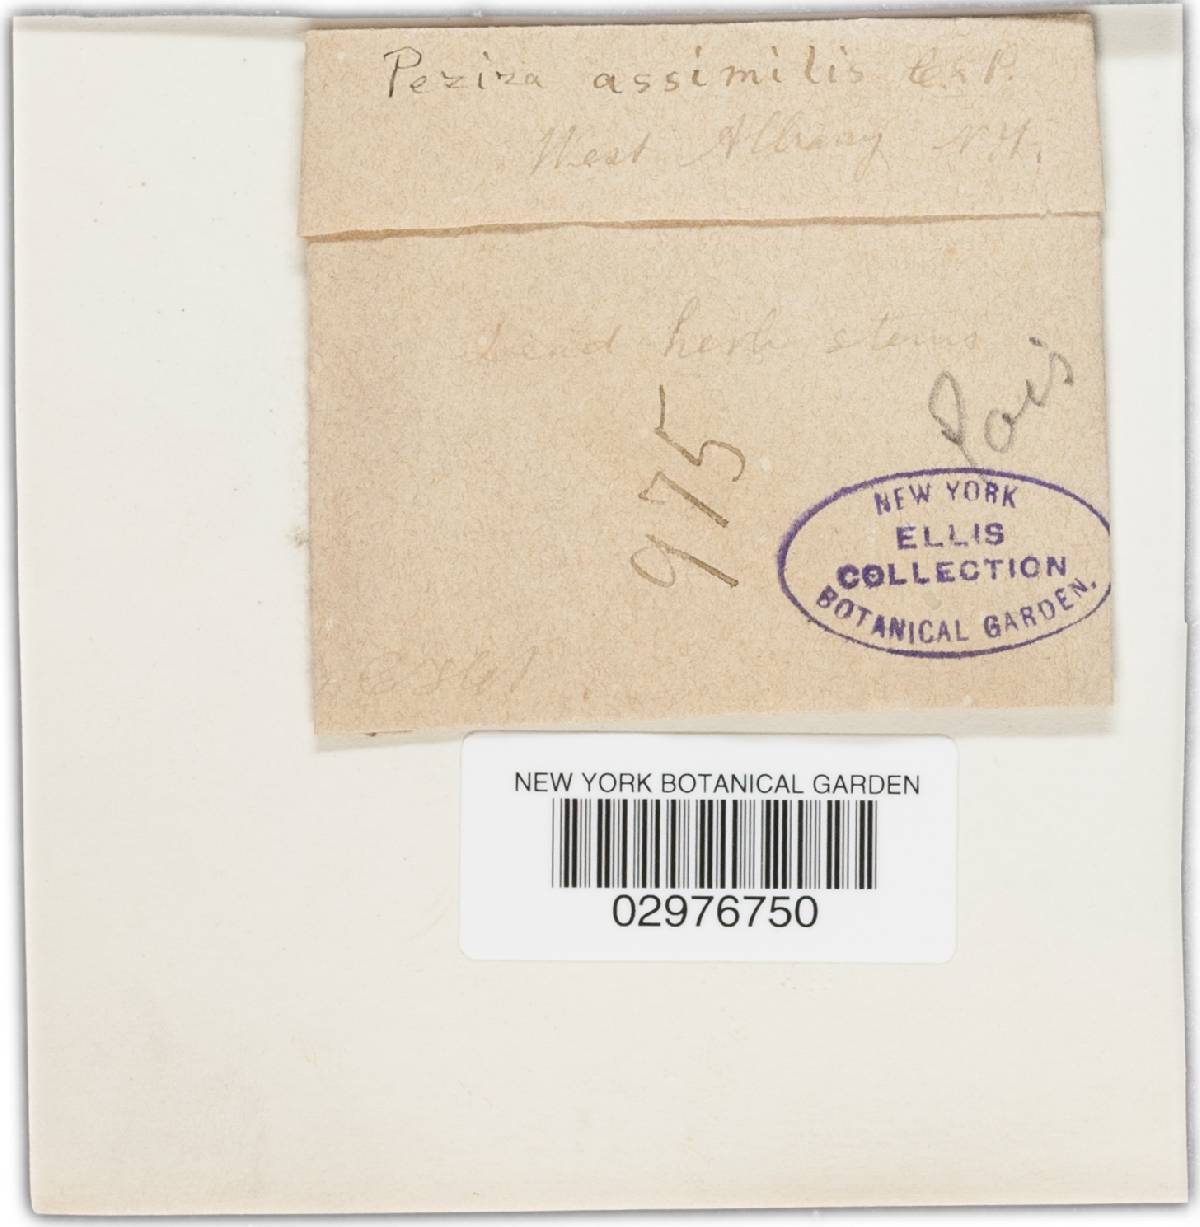 Peziza assimilis C. & P.
West Albany N.Y.
Dead herb stems
975
NEW YORK
ELLIS
COLLECTION
BOTANICAL GARDEN.
NEW YORK BOTANICAL GARDEN
02976750